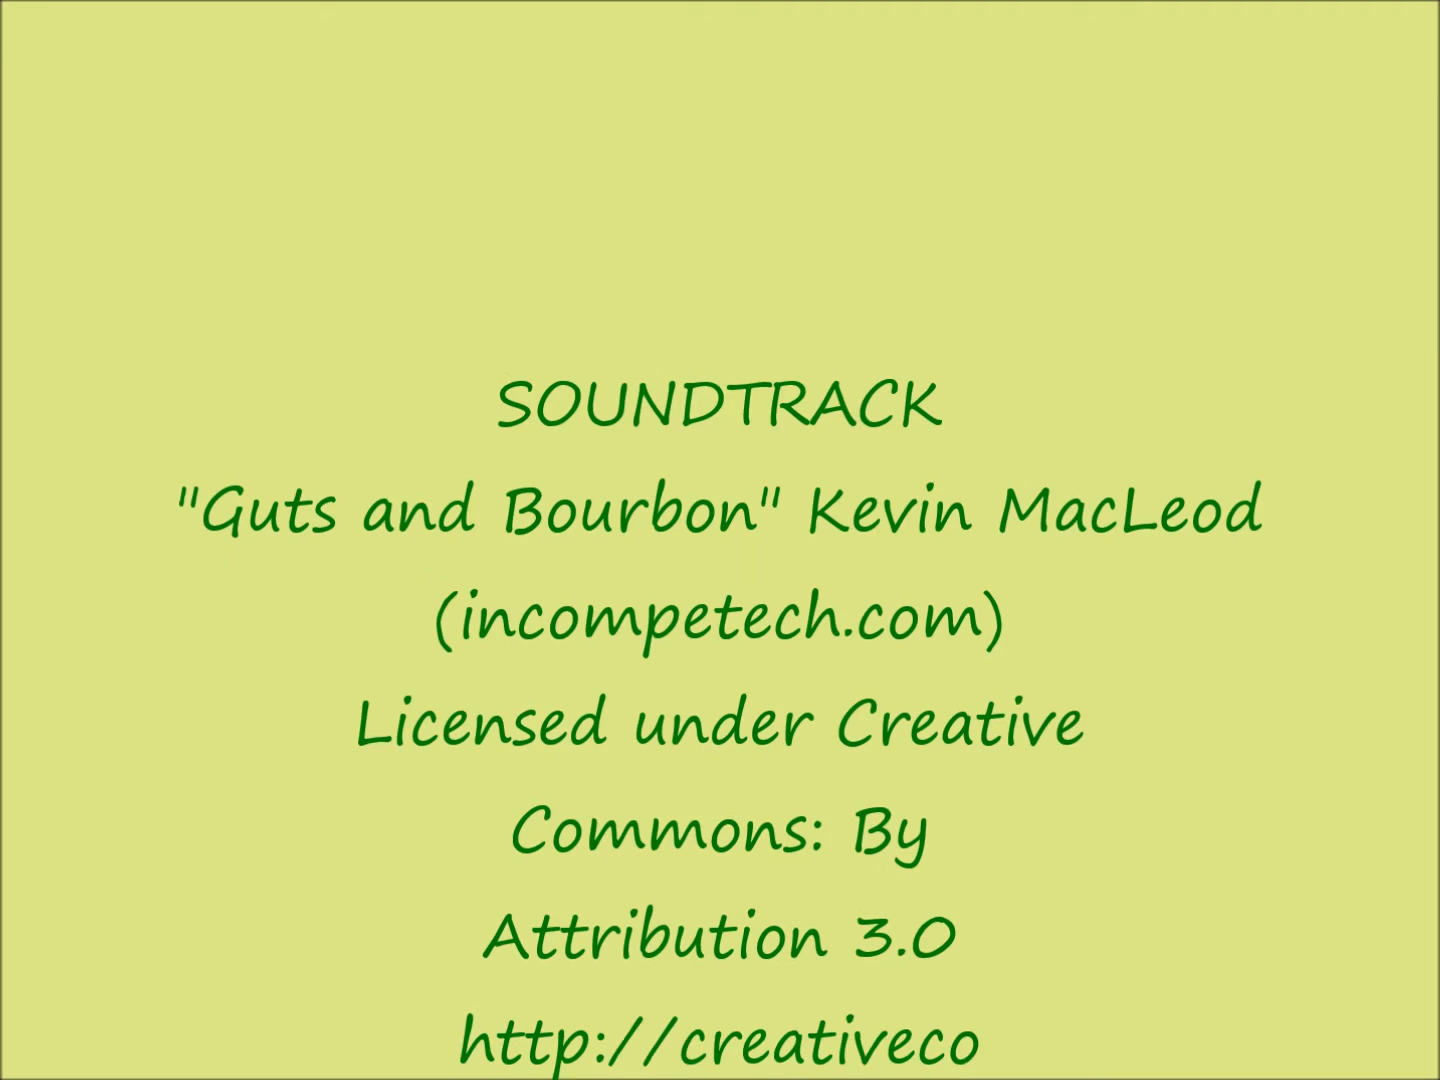 SOUNDTRACK
"Guts and Bourbon" Kevin MacLeod
(incompetech.com)
Licensed under Creative
Commons: By
Attribution 3.0
http://creativeco